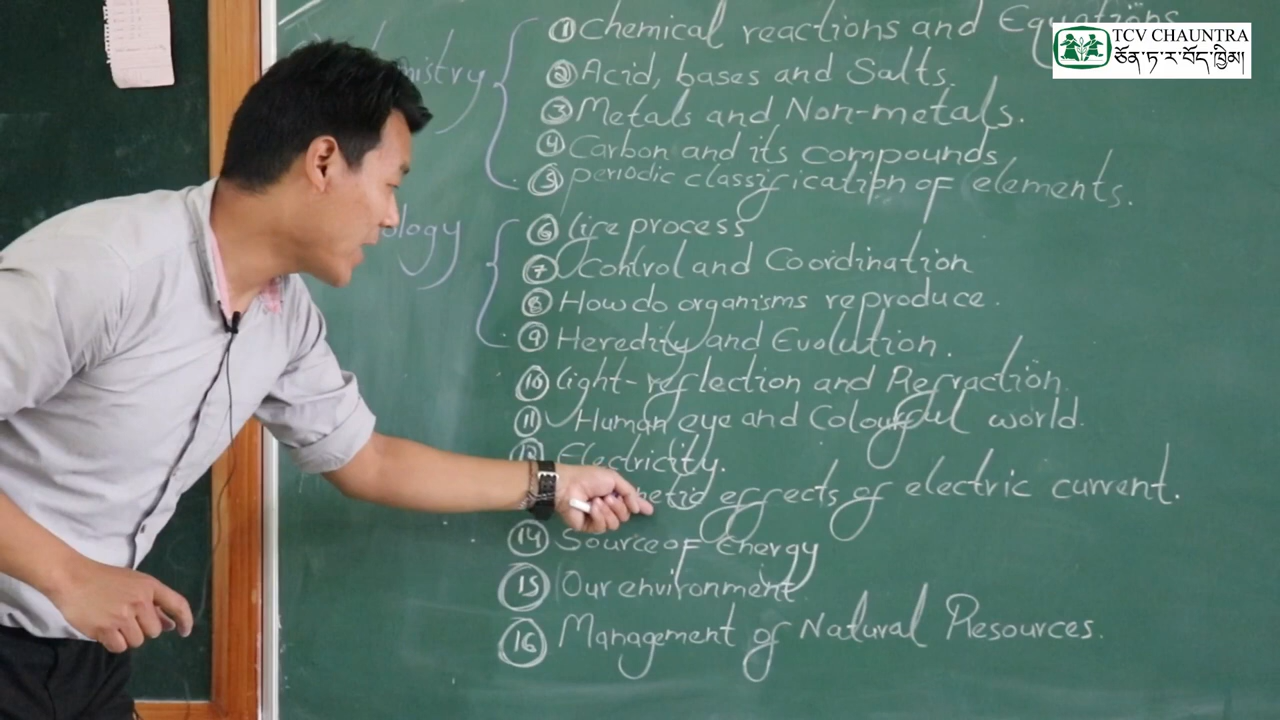 ① Chemical reactions and Equations
TCV CHAUNTRA
ཆོན་ཏ་ར་བོད་ཁྱིམ།
② Acid, bases and Salts.
③ Metals and Non-metals.
④ Carbon and its compounds
⑤ Periodic classification of elements.
⑥ Life process
⑦ Control and Coordination
⑧ How do organisms reproduce.
⑨ Heredity and Evolution.
⑩ Light-reflection and Refraction.
⑪ Human eye and Colourful world.
⑫ Electricity.
effects of electric current.
⑭ Source of Energy
⑮ Our environment.
⑯ Management of Natural Resources.